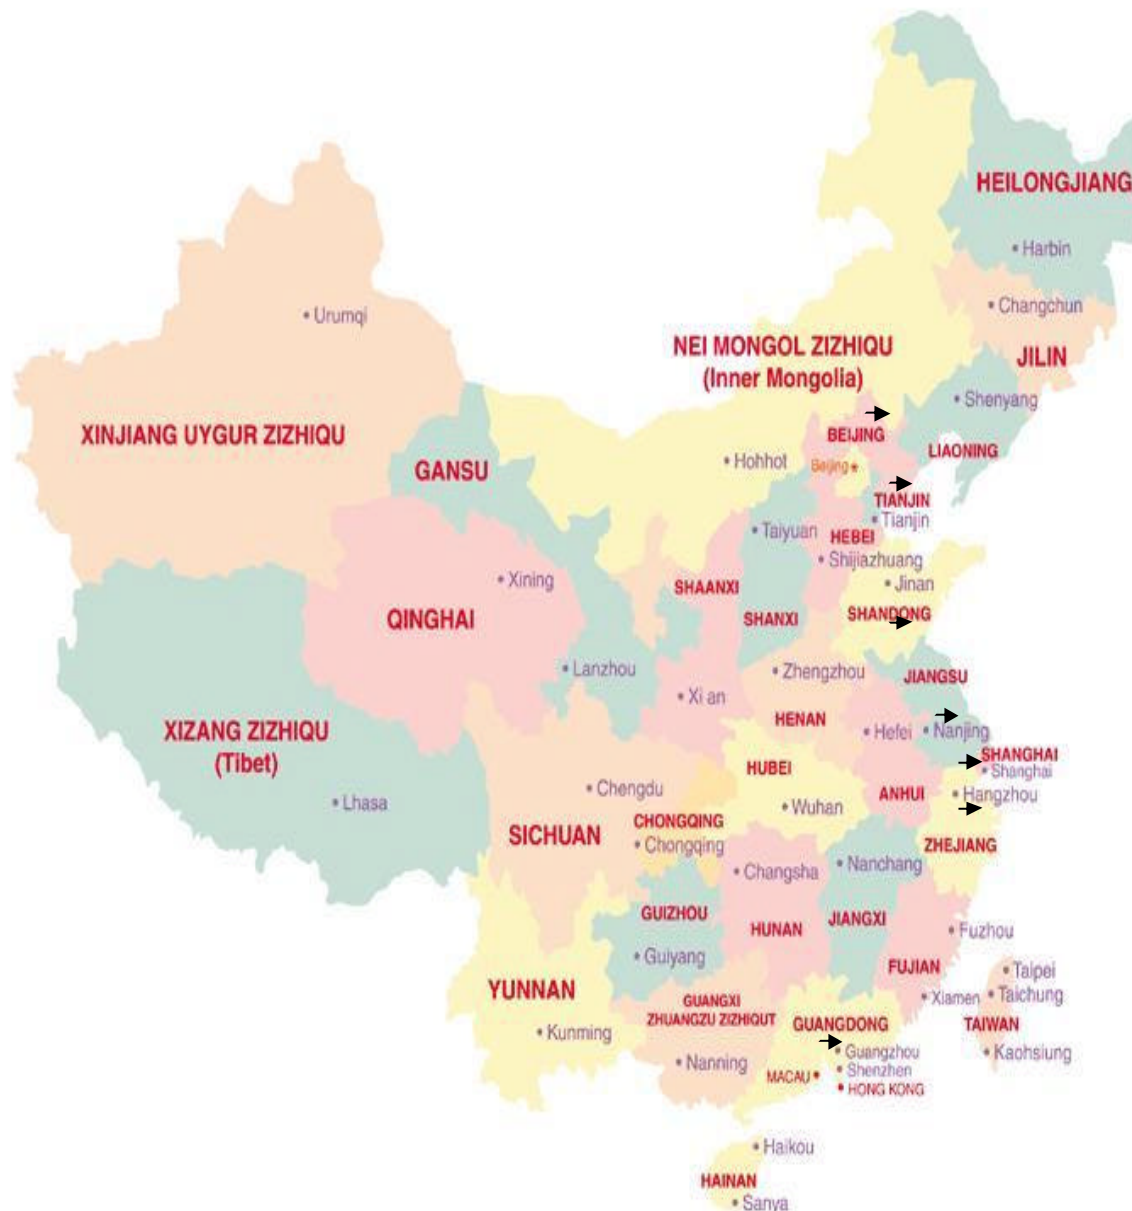 HEILONGJIANG
Harbin
Changchun
Urumqi
NEI MONGOL ZIZHIQU
(Inner Mongolia)
JILIN
Shenyang
XINJIANG UYGUR ZIZHIQU
BEIJING
LIAONING
GANSU
Hohhot
Beijing
TIANJIN
Tianjin
Taiyuan
HEBEI
Shijiazhuang
Xining
SHAANXI
Jinan
QINGHAI
SHANXI
SHANDONG
Lanzhou
Zhengzhou
JIANGSU
Xi an
XIZANG ZIZHIQU
(Tibet)
HENAN
Hefei
Nanjing
SHANGHAI
Shanghai
HUBEI
Chengdu
Lhasa
Wuhan
ANHUI
Hangzhou
SICHUAN
CHONGQING
Chongqing
ZHEJIANG
Changsha
Nanchang
GUIZHOU
HUNAN
JIANGXI
Fuzhou
Guiyang
FUJIAN
Taipei
YUNNAN
GUANGXI
ZHUANGZU ZIZHIQUT
Xiamen
Taichung
Kunming
GUANGDONG
TAIWAN
Guangzhou
Kaohsiung
Nanning
Shenzhen
MACAU
HONG KONG
Haikou
HAINAN
Sanya